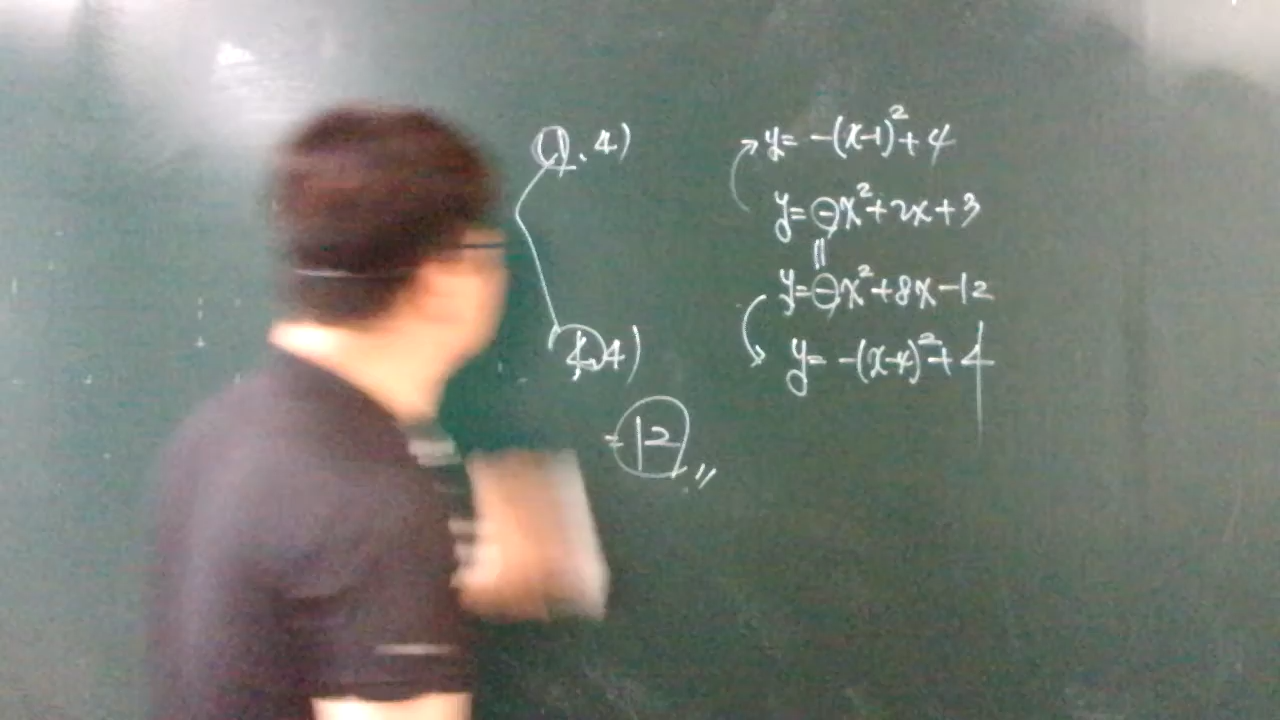 (1, 4)
(4, 4)
= 12
y = -(x-1)² + 4
y = -x² + 2x + 3
=
y = -x² + 8x - 12
y = -(x-4)² + 4